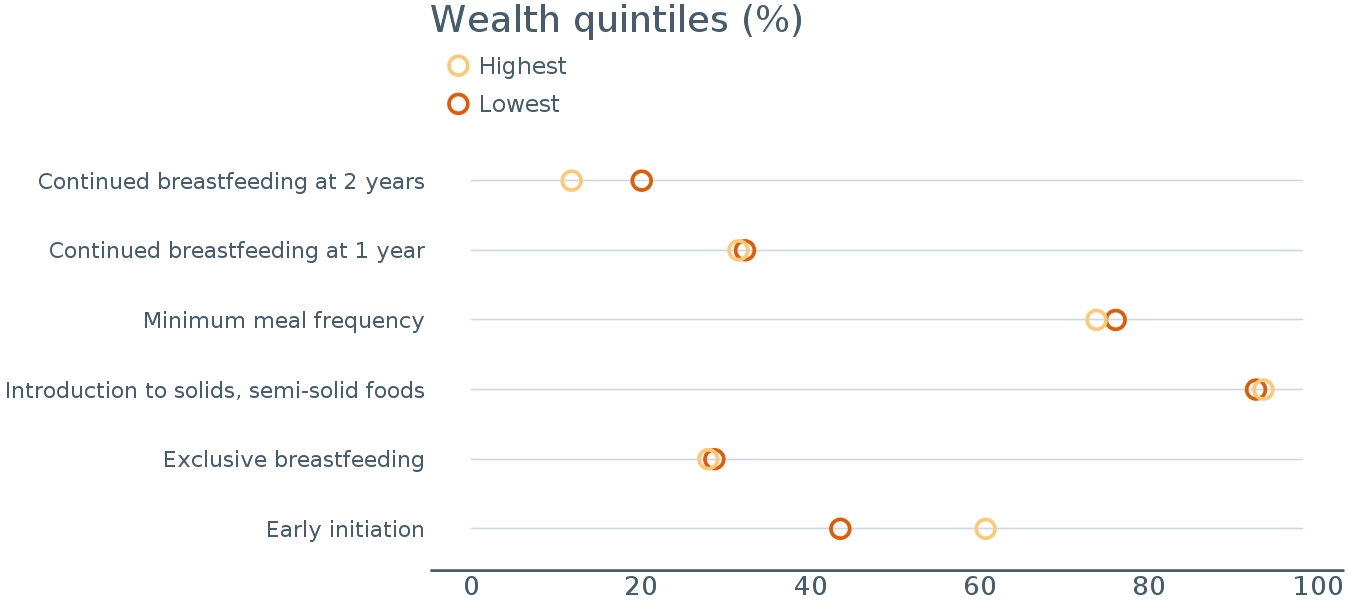 Wealth quintiles (%)
Highest
Lowest
Continued breastfeeding at 2 years
Continued breastfeeding at 1 year
Minimum meal frequency
Introduction to solids, semi-solid foods
Exclusive breastfeeding
Early initiation
0 20 40 60 80 100